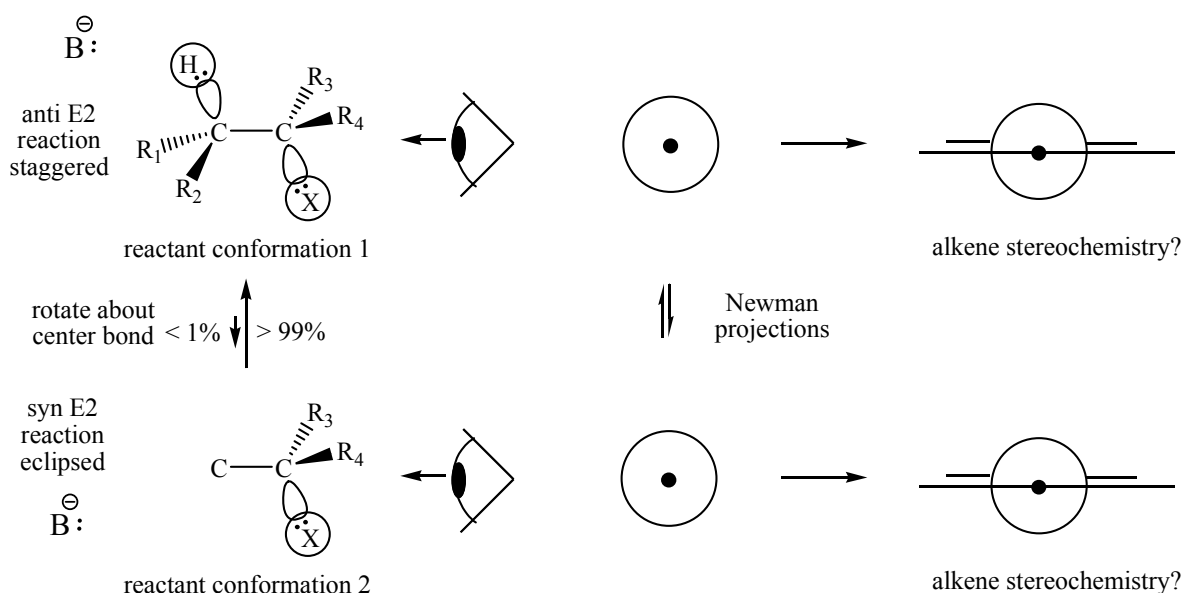 B:⊖
H:
R3
R4
anti E2
reaction
staggered
C
C
R1
R2
X
reactant conformation 1
alkene stereochemistry?
rotate about
center bond
< 1%
> 99%
Newman
projections
syn E2
reaction
eclipsed
R3
R4
C
C
B:⊖
X
reactant conformation 2
alkene stereochemistry?